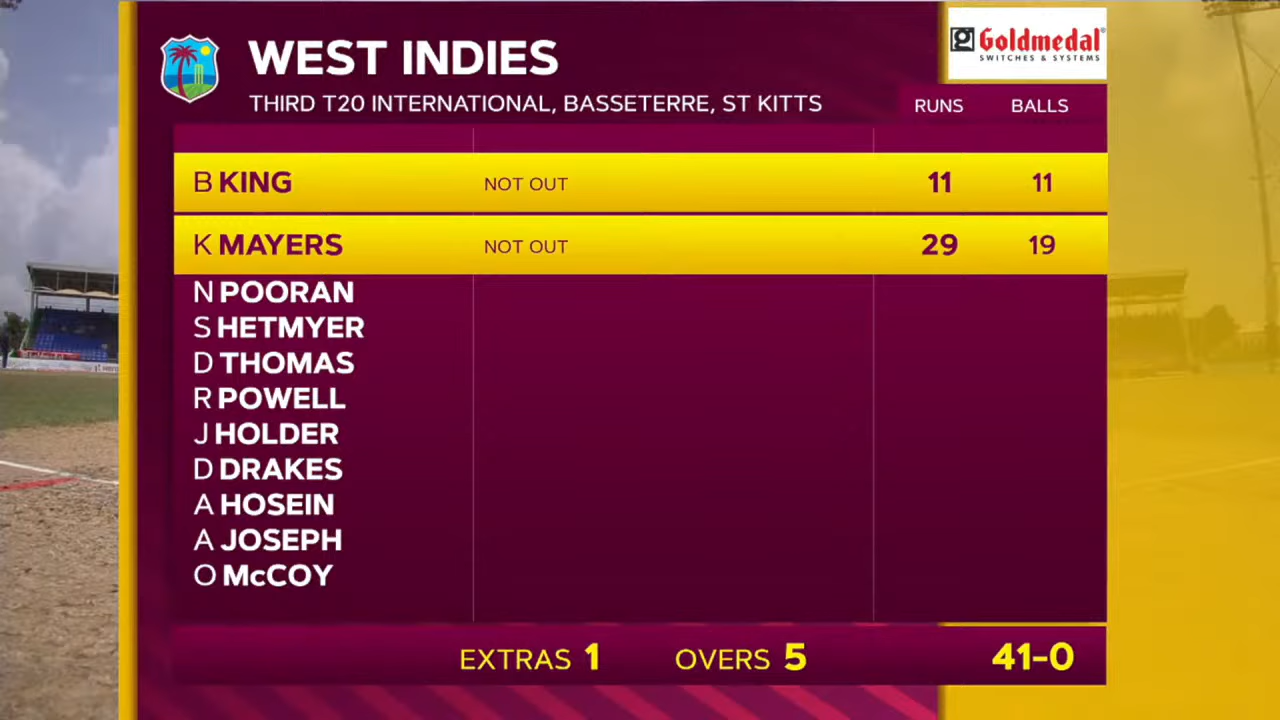 WEST INDIES
Goldmedal
SWITCHES & SYSTEMS
THIRD T20 INTERNATIONAL, BASSETERRE, ST KITTS RUNS BALLS
B KING NOT OUT 11 11
K MAYERS NOT OUT 29 19
N POORAN
S HETMYER
D THOMAS
R POWELL
J HOLDER
D DRAKES
A HOSEIN
A JOSEPH
O McCOY
EXTRAS 1 OVERS 5 41-0